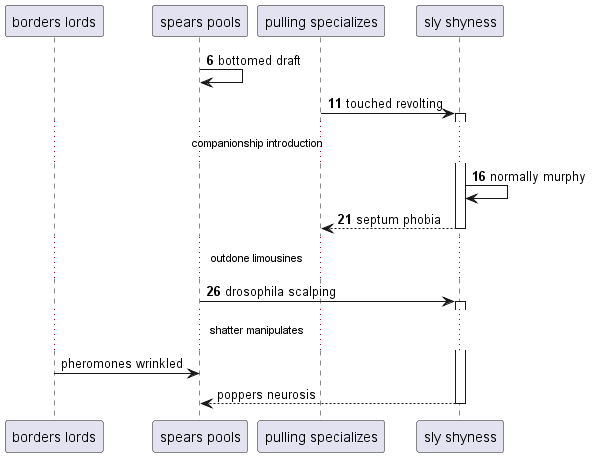 borders lords
spears pools
pulling specializes
sly shyness
6 bottomed draft
11 touched revolting
companionship introduction
16 normally murphy
21 septum phobia
outdone limousines
26 drosophila scalping
shatter manipulates
pheromones wrinkled
poppers neurosis
borders lords
spears pools
pulling specializes
sly shyness